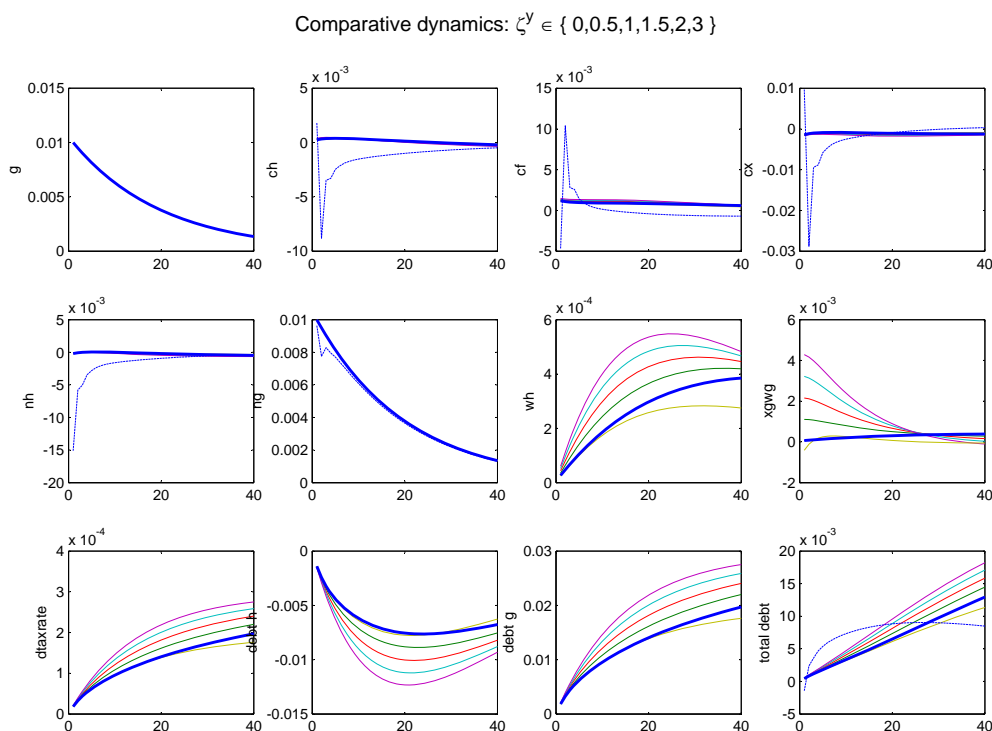 Comparative dynamics: ζ^y ∈ { 0,0.5,1,1.5,2,3 }
0.015
0.01
0.005
0
0 20 40
g
x 10^-3
5
0
-5
-10
0 20 40
ch
x 10^-3
15
10
5
0
-5
0 20 40
cf
0.01
0
-0.01
-0.02
-0.03
0 20 40
cx
x 10^-3
5
0
-5
-10
-15
-20
0 20 40
nh
0.01
0.008
0.006
0.004
0.002
0
0 20 40
ng
x 10^-4
6
4
2
0
0 20 40
wh
x 10^-3
6
4
2
0
-2
0 20 40
xgwg
x 10^-4
4
3
2
1
0
0 20 40
dtaxrate
0
-0.005
-0.01
-0.015
0 20 40
debt h
0.03
0.02
0.01
0
0 20 40
debt g
x 10^-3
20
15
10
5
0
-5
0 20 40
total debt